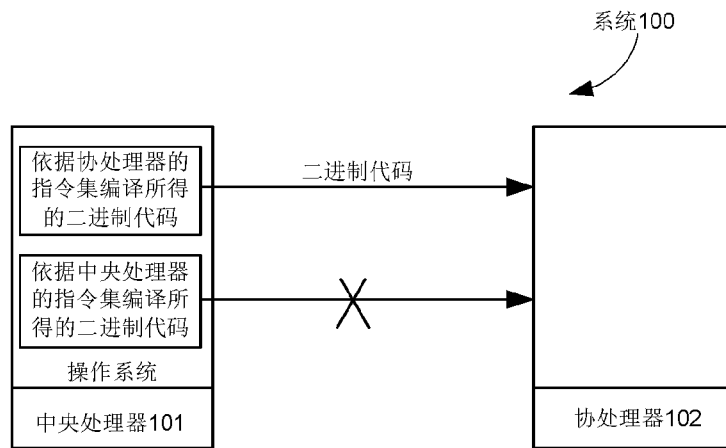 系统100
依据协处理器的
指令集编译所得
的二进制代码
二进制代码
依据中央处理器
的指令集编译所
得的二进制代码
操作系统
中央处理器101
协处理器102